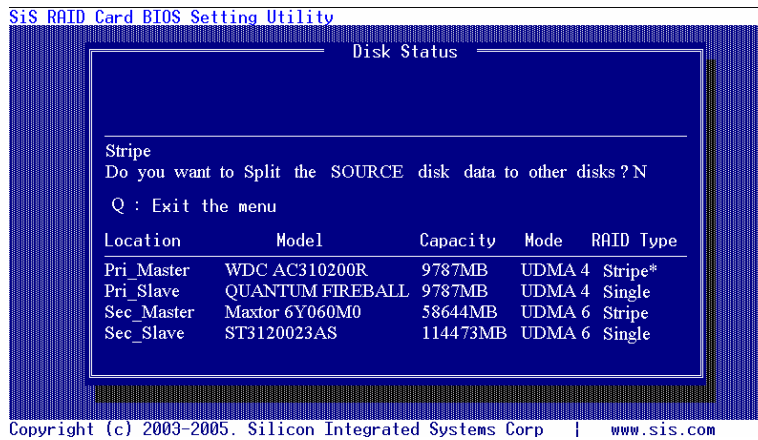 SiS RAID Card BIOS Setting Utility
Disk Status
Stripe
Do you want to Split the SOURCE disk data to other disks ? N
Q : Exit the menu
Location Model Capacity Mode RAID Type
Pri_Master WDC AC310200R 9787MB UDMA 4 Stripe*
Pri_Slave QUANTUM FIREBALL 9787MB UDMA 4 Single
Sec_Master Maxtor 6Y060M0 58644MB UDMA 6 Stripe
Sec_Slave ST3120023AS 114473MB UDMA 6 Single
Copyright (c) 2003-2005. Silicon Integrated Systems Corp | www.sis.com